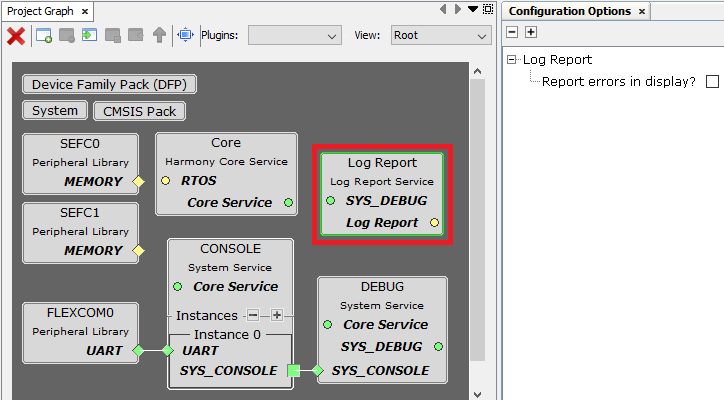 Project Graph ×
Plugins:
View: Root
Device Family Pack (DFP)
System
CMSIS Pack
SEFC0
Peripheral Library
MEMORY
Core
Harmony Core Service
RTOS
Core Service
Log Report
Log Report Service
SYS_DEBUG
Log Report
SEFC1
Peripheral Library
MEMORY
CONSOLE
System Service
Core Service
Instances
Instance 0
UART
SYS_CONSOLE
FLEXCOM0
Peripheral Library
UART
DEBUG
System Service
Core Service
SYS_DEBUG
SYS_CONSOLE
Configuration Options ×
Log Report
Report errors in display?